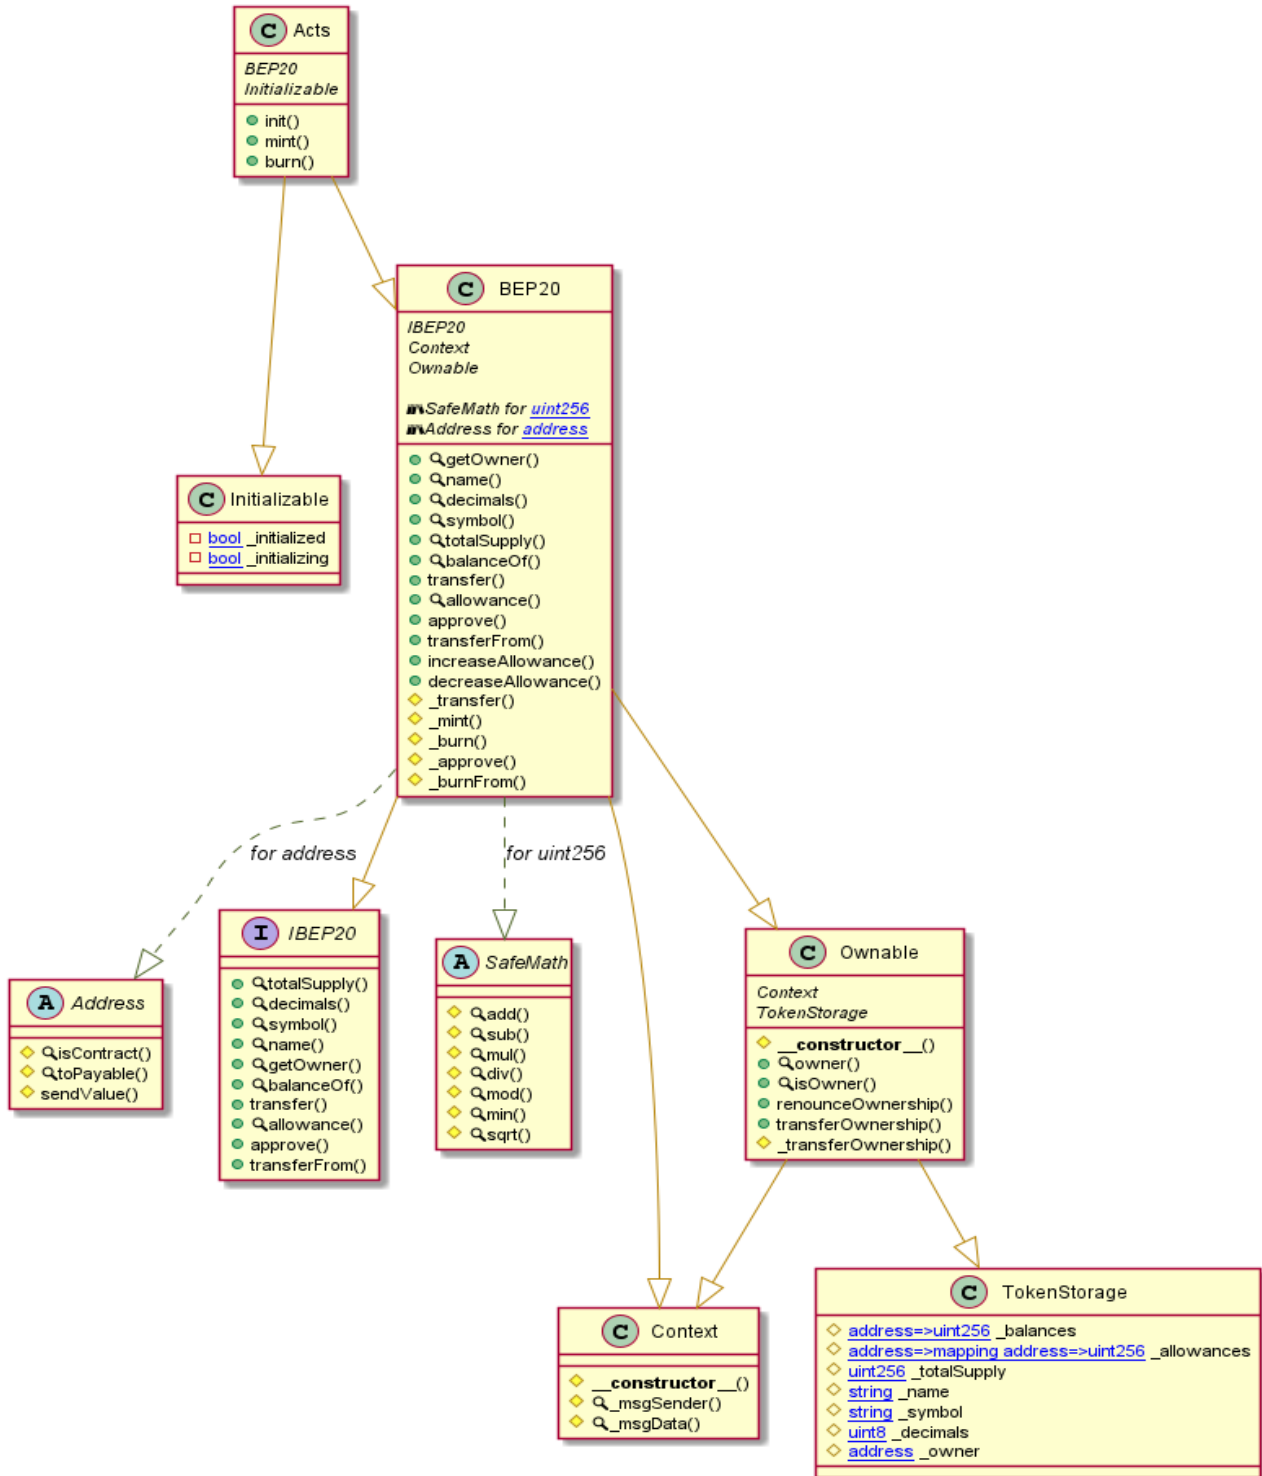 C Acts
BEP20
Initializable
init()
mint()
burn()
C BEP20
IBEP20
Context
Ownable
SafeMath for uint256
Address for address
getOwner()
name()
decimals()
symbol()
totalSupply()
balanceOf()
transfer()
allowance()
approve()
transferFrom()
increaseAllowance()
decreaseAllowance()
_transfer()
_mint()
_burn()
_approve()
_burnFrom()
C Initializable
bool _initialized
bool _initializing
for address
for uint256
A Address
isContract()
toPayable()
sendValue()
I IBEP20
totalSupply()
decimals()
symbol()
name()
getOwner()
balanceOf()
transfer()
allowance()
approve()
transferFrom()
A SafeMath
add()
sub()
mul()
div()
mod()
min()
sqrt()
C Ownable
Context
TokenStorage
__constructor__()
owner()
isOwner()
renounceOwnership()
transferOwnership()
_transferOwnership()
C Context
__constructor__()
_msgSender()
_msgData()
C TokenStorage
address=>uint256 _balances
address=>mapping address=>uint256 _allowances
uint256 _totalSupply
string _name
string _symbol
uint8 _decimals
address _owner